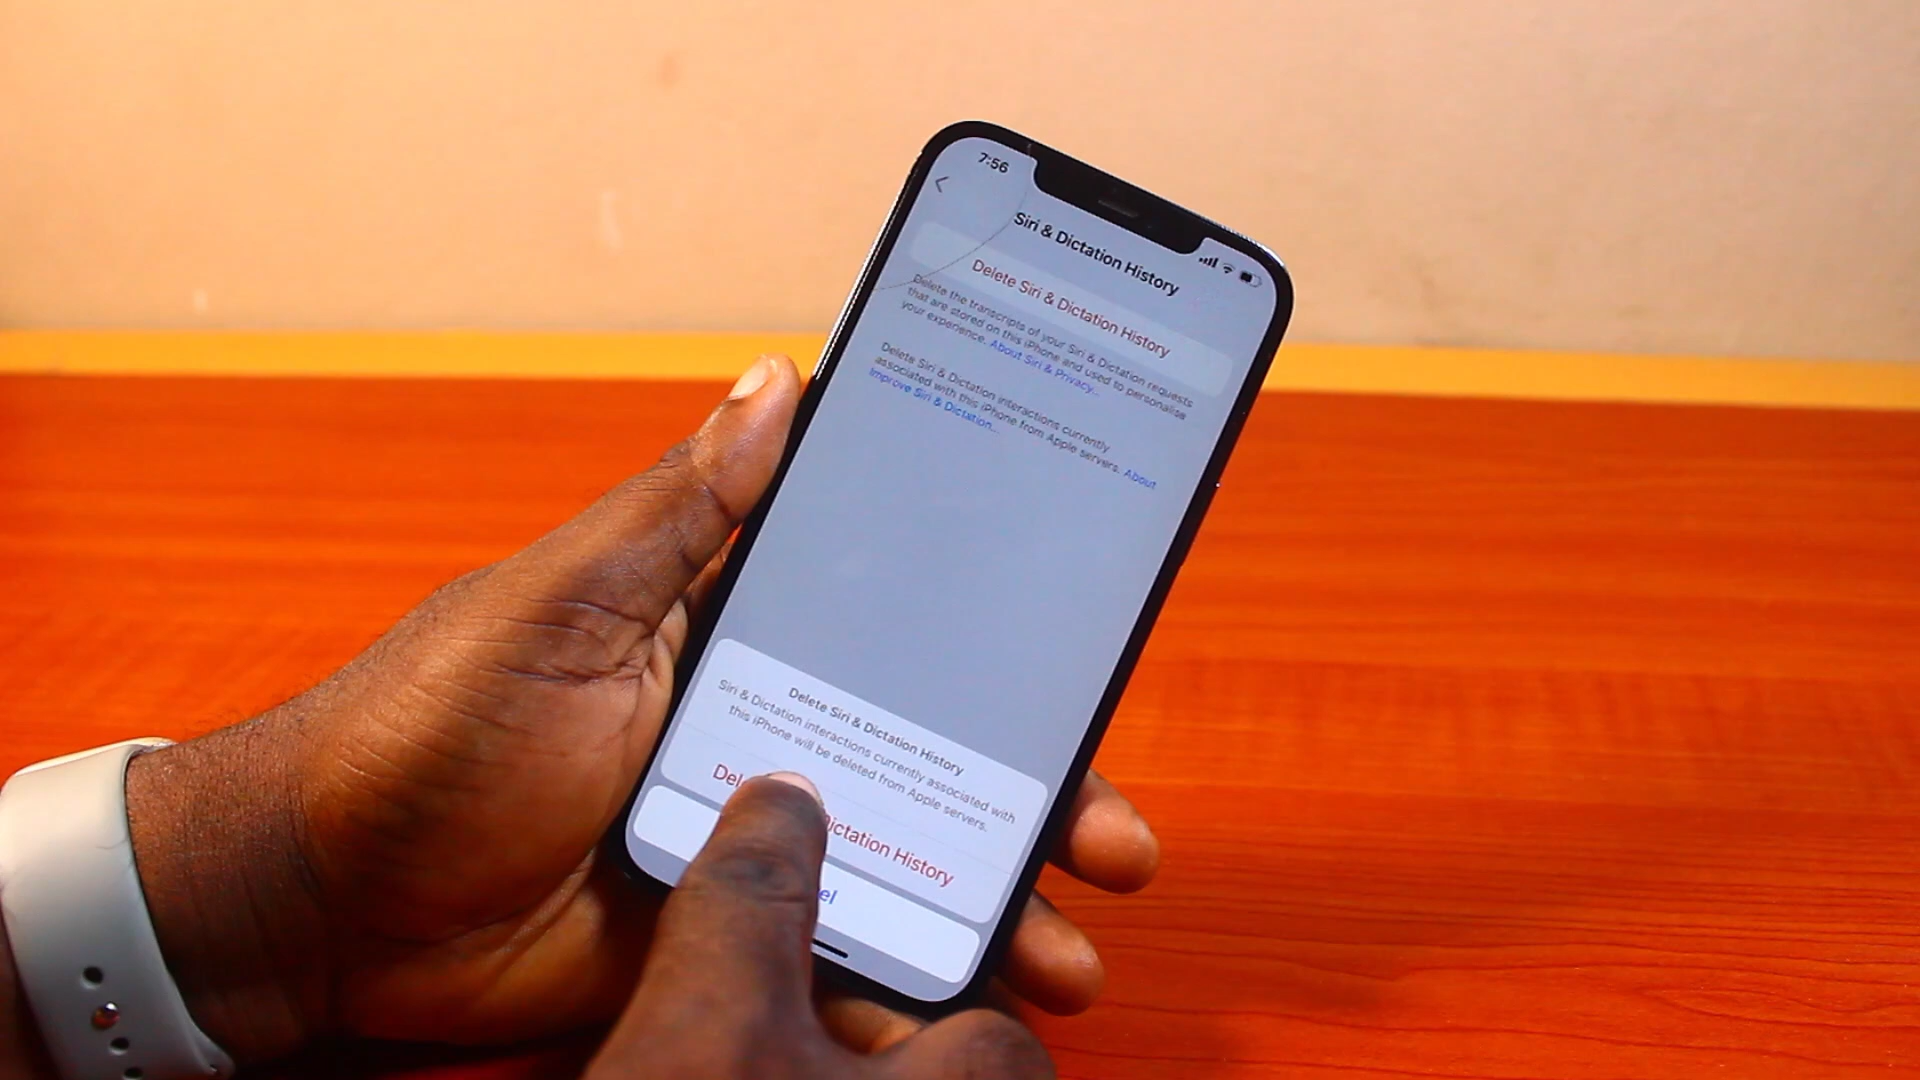 7:56
Siri & Dictation History
Delete Siri & Dictation History
Delete the transcripts of your Siri & Dictation requests
that are stored on this iPhone and used to personalise
your experience. About Siri & Privacy...
Delete Siri & Dictation interactions currently
associated with this iPhone from Apple servers. About
Improve Siri & Dictation...
Delete Siri & Dictation History
Siri & Dictation interactions currently associated with
this iPhone will be deleted from Apple servers.
Del ictation History
el